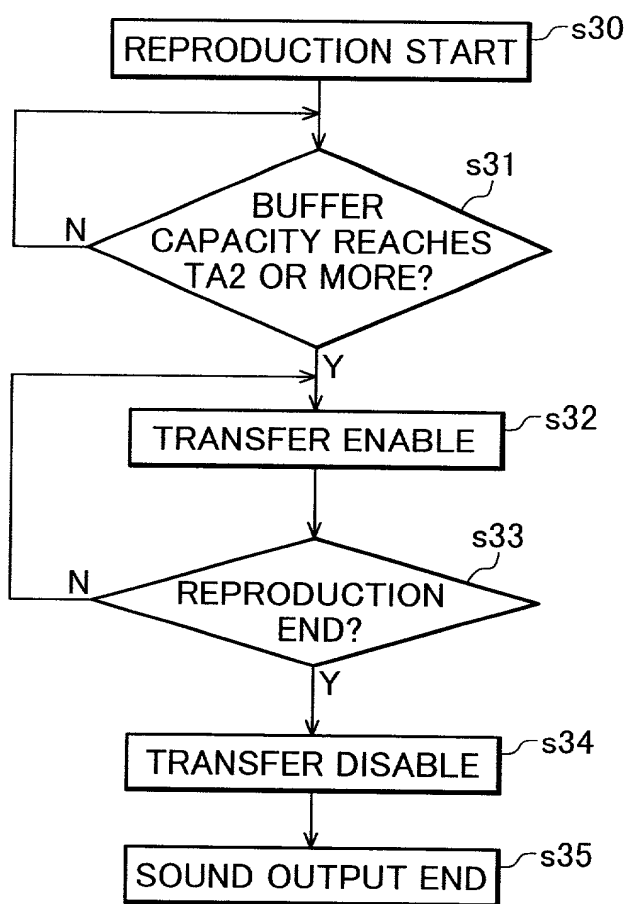 REPRODUCTION START
s30
s31
BUFFER
CAPACITY REACHES
TA2 OR MORE?
N
Y
TRANSFER ENABLE
s32
s33
REPRODUCTION
END?
N
Y
TRANSFER DISABLE
s34
SOUND OUTPUT END
s35